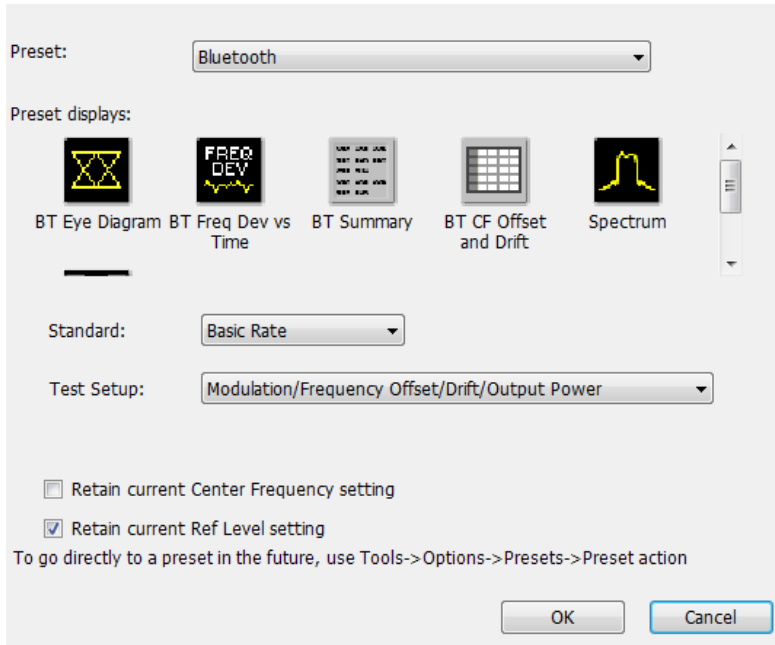 Preset:
Bluetooth
Preset displays:
FREQ
DEV
BT Eye Diagram
BT Freq Dev vs
Time
BT Summary
BT CF Offset
and Drift
Spectrum
Standard:
Basic Rate
Test Setup:
Modulation/Frequency Offset/Drift/Output Power
Retain current Center Frequency setting
Retain current Ref Level setting
To go directly to a preset in the future, use Tools->Options->Presets->Preset action
OK
Cancel